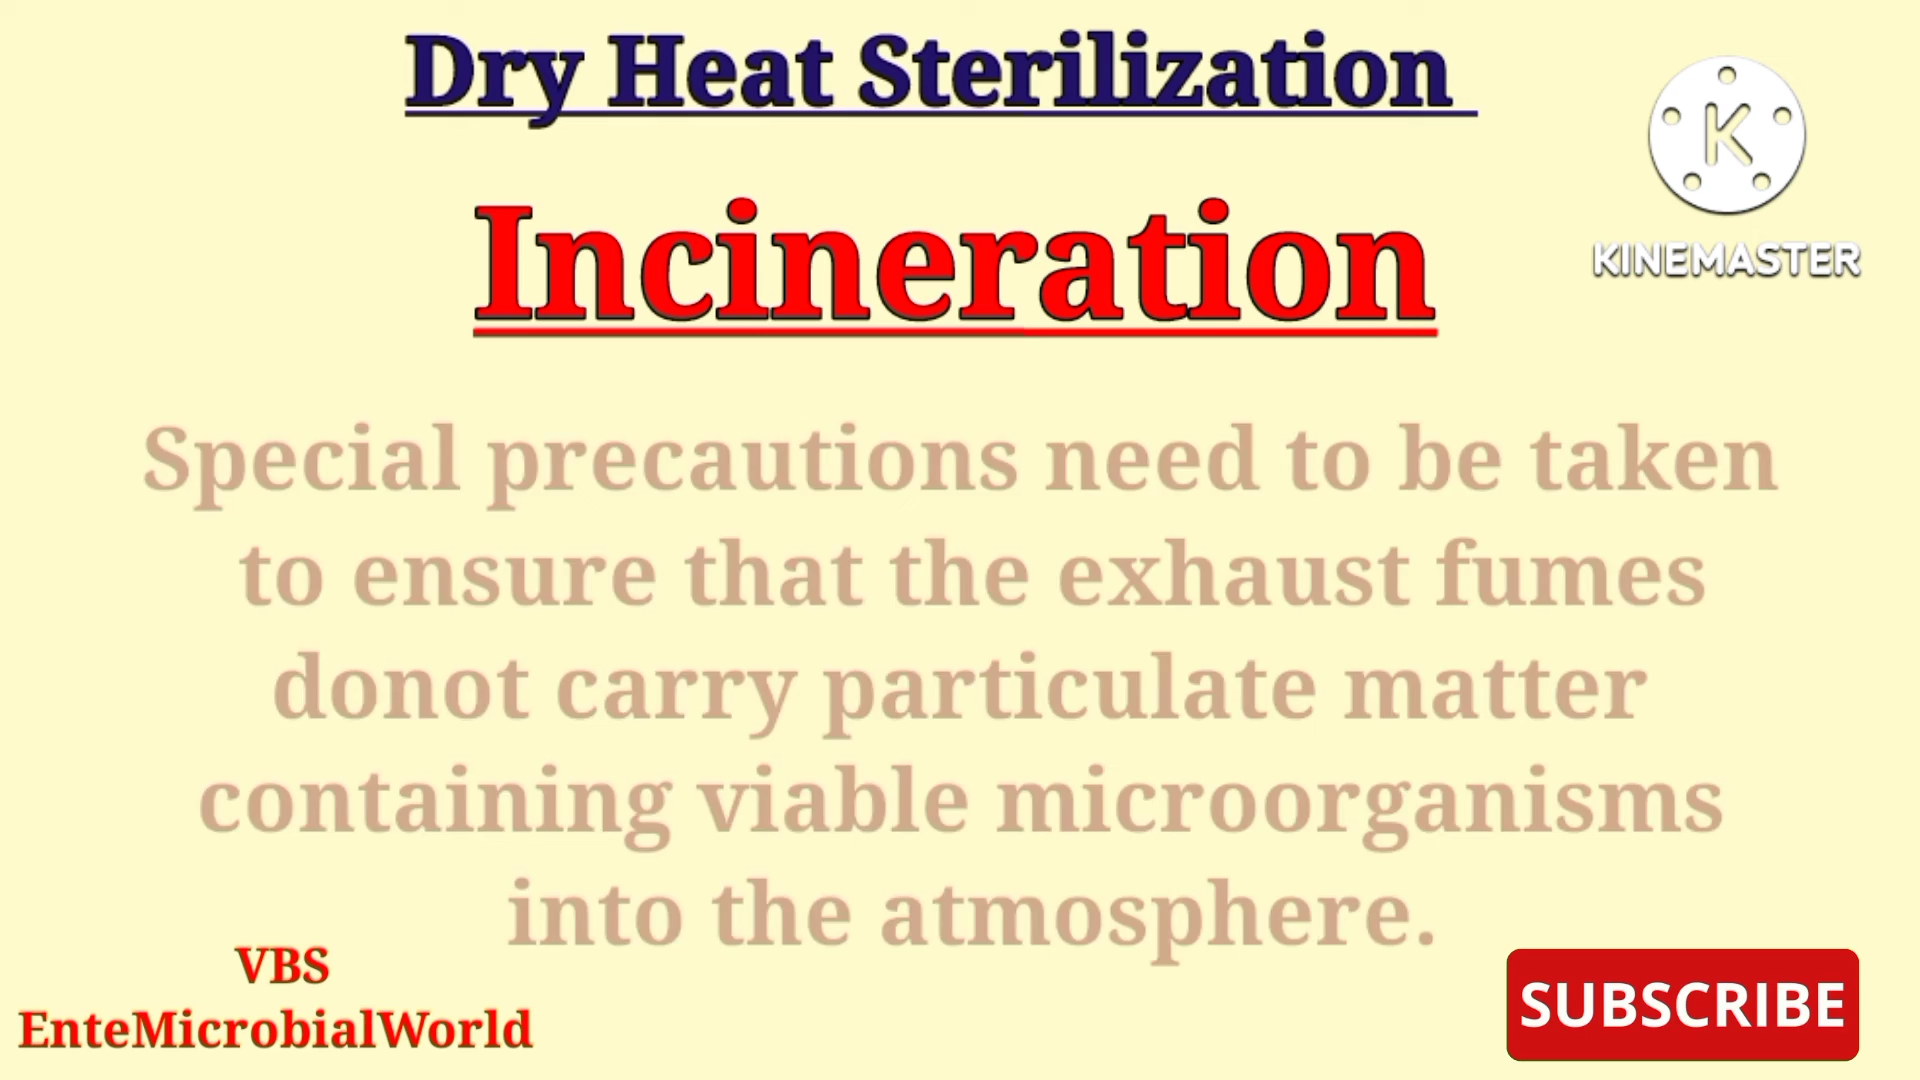 Dry Heat Sterilization
K
KINEMASTER
Incineration
Special precautions need to be taken
to ensure that the exhaust fumes
donot carry particulate matter
containing viable microorganisms
into the atmosphere.
VBS
EnteMicrobialWorld
SUBSCRIBE